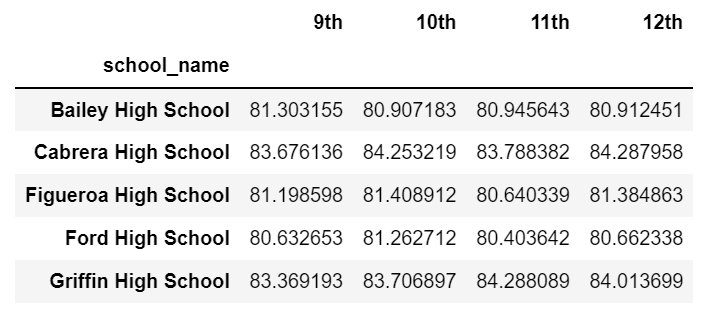 9th 10th 11th 12th
school_name
Bailey High School 81.303155 80.907183 80.945643 80.912451
Cabrera High School 83.676136 84.253219 83.788382 84.287958
Figueroa High School 81.198598 81.408912 80.640339 81.384863
Ford High School 80.632653 81.262712 80.403642 80.662338
Griffin High School 83.369193 83.706897 84.288089 84.013699